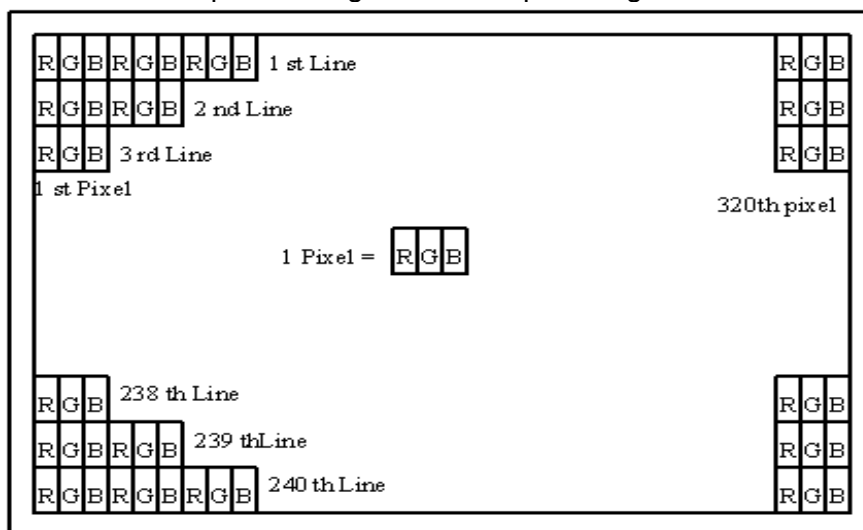 R G B R G B R G B 1 st Line R G B
R G B R G B 2 nd Line R G B
R G B 3 rd Line R G B
1 st Pixel
320th pixel
1 Pixel = R G B
R G B 238 th Line R G B
R G B R G B 239 thLine R G B
R G B R G B R G B 240 th Line R G B